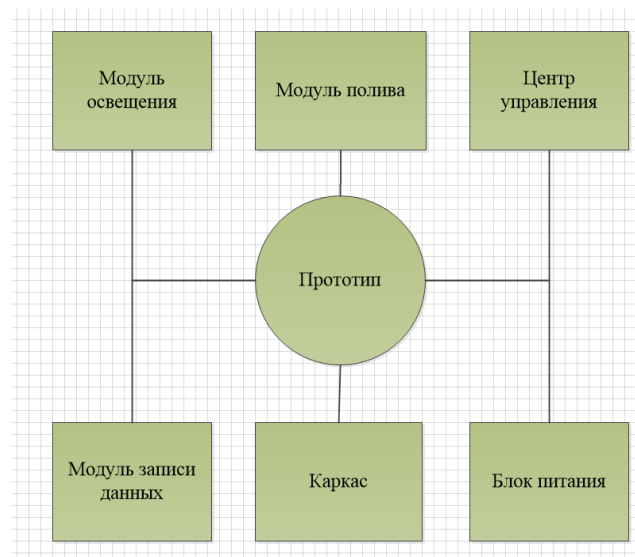 Модуль
освещения
Модуль полива
Центр
управления
Прототип
Модуль записи
данных
Каркас
Блок питания